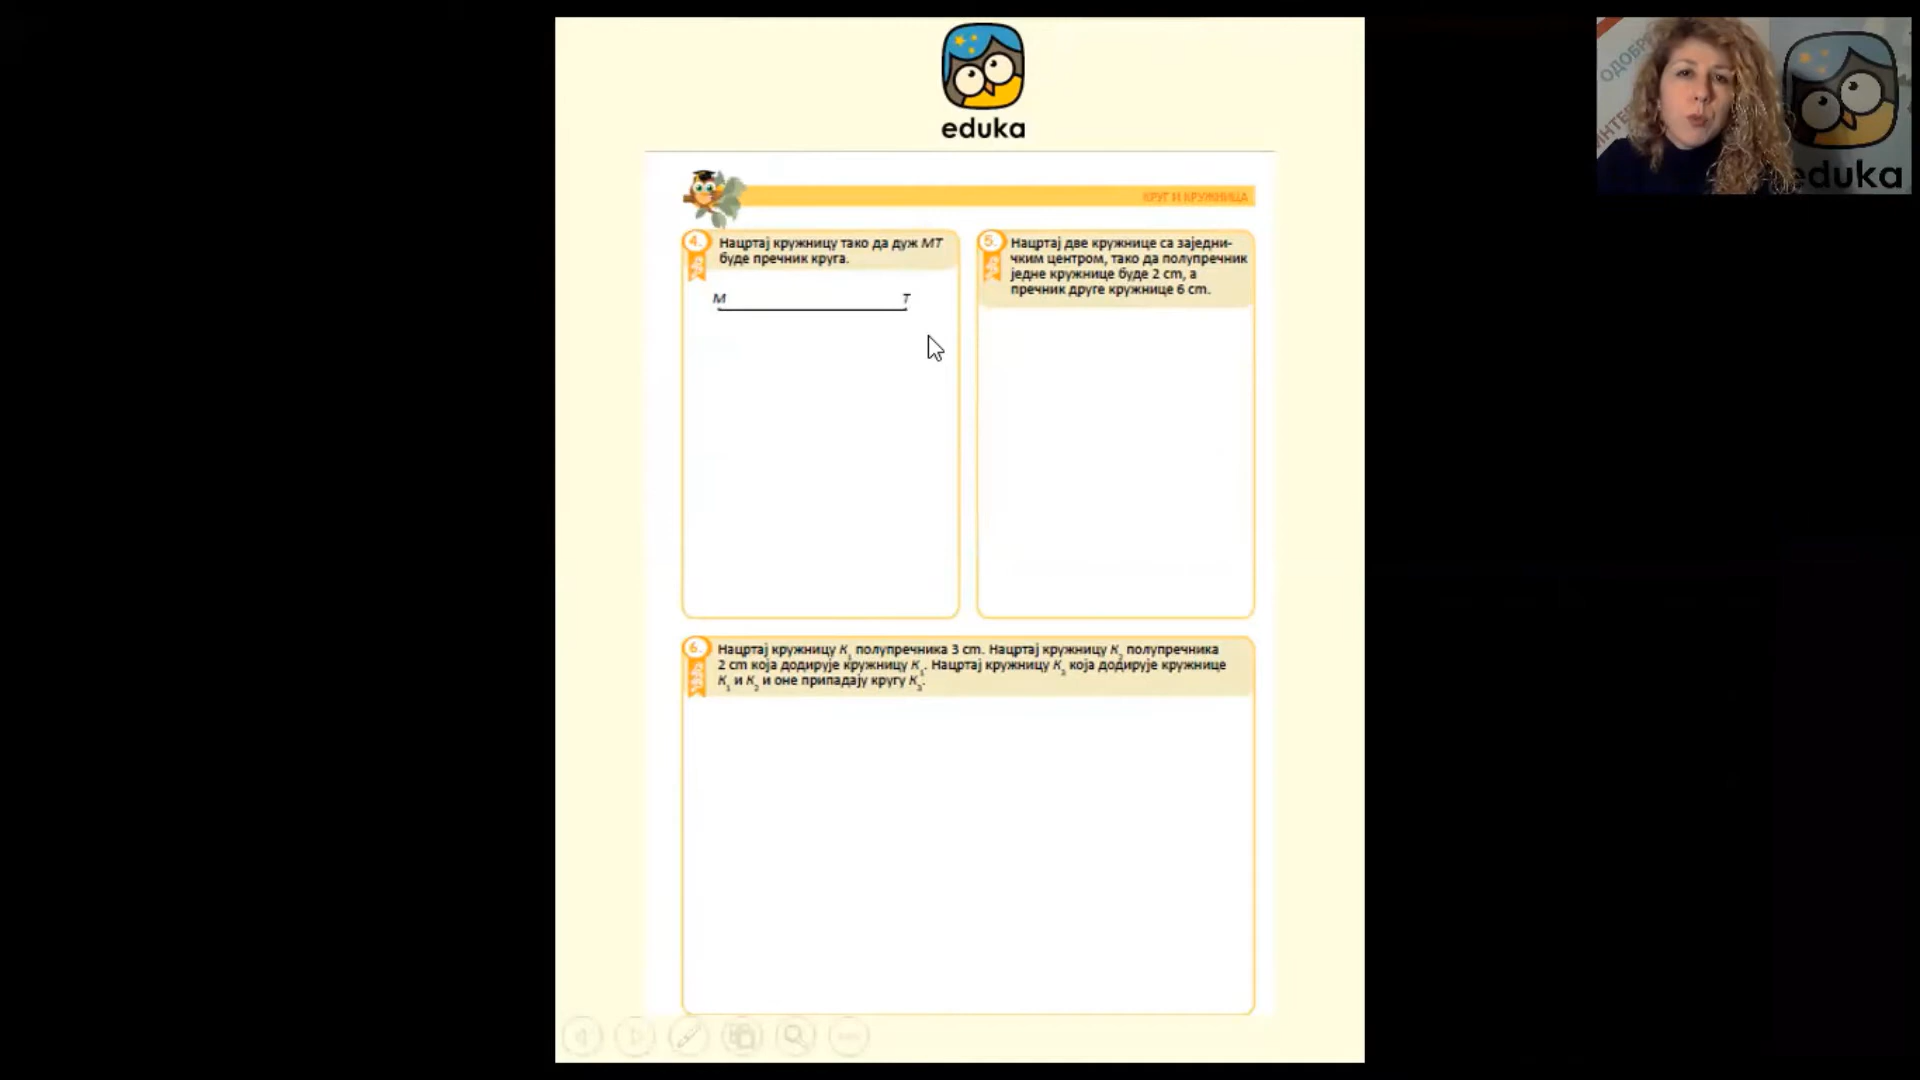 eduka
КРУГ И КРУЖНИЦА
4.
Нацртај кружницу тако да дуж MT
буде пречник круга.
M T
5.
Нацртај две кружнице са заједни-
чким центром, тако да полупречник
једне кружнице буде 2 cm, а
пречник друге кружнице 6 cm.
6.
Нацртај кружницу K₁ полупречника 3 cm. Нацртај кружницу K₂ полупречника
2 cm која додирује кружницу K₁. Нацртај кружницу K₃ која додирује кружнице
K₁ и K₂ и оне припадају кругу K₃.
eduka